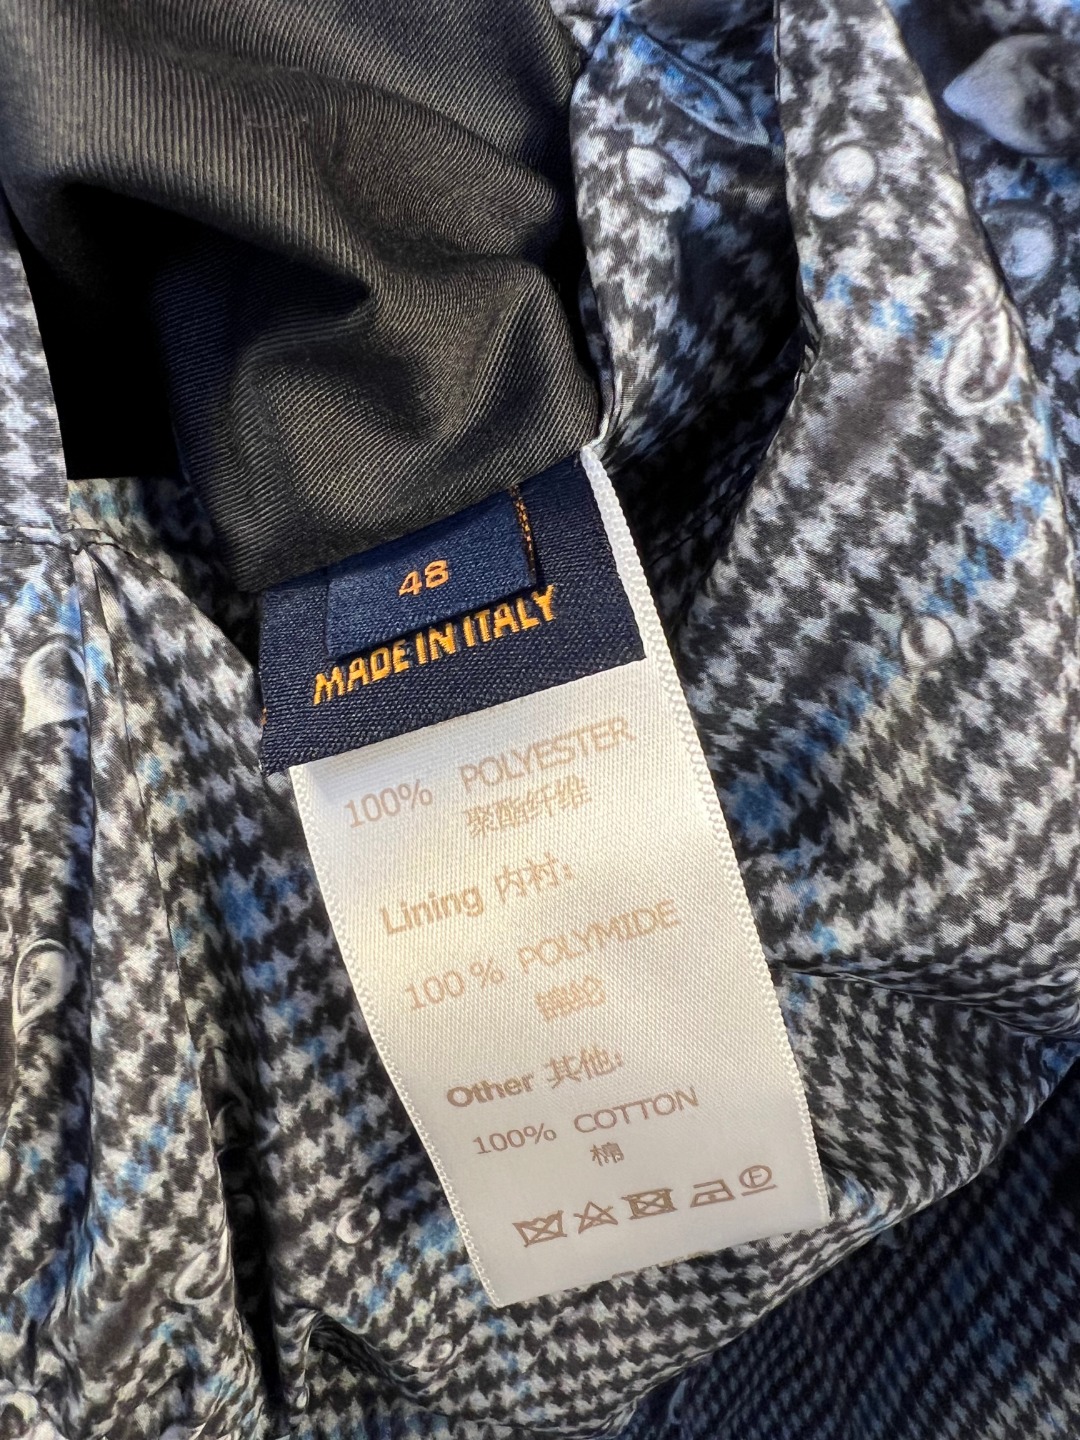 48
MADE IN ITALY
100% POLYESTER
聚酯纤维
Lining 内衬:
100 % POLYMIDE
锦纶
Other 其他:
100% COTTON
棉
F